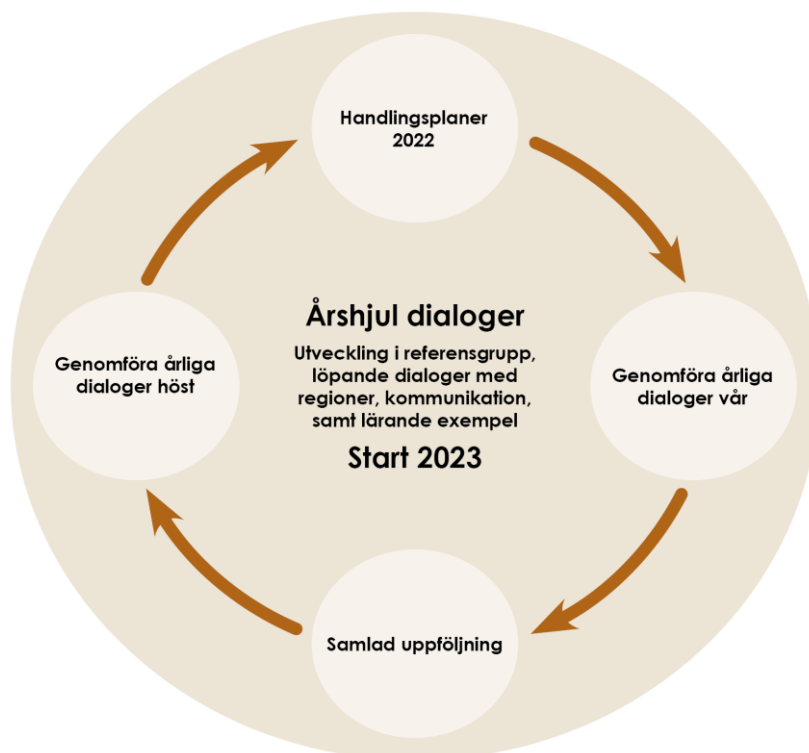 Handlingsplaner
2022
Årshjul dialoger
Utveckling i referensgrupp,
löpande dialoger med
regioner, kommunikation,
samt lärande exempel
Start 2023
Genomföra årliga
dialoger höst
Genomföra årliga
dialoger vår
Samlad uppföljning